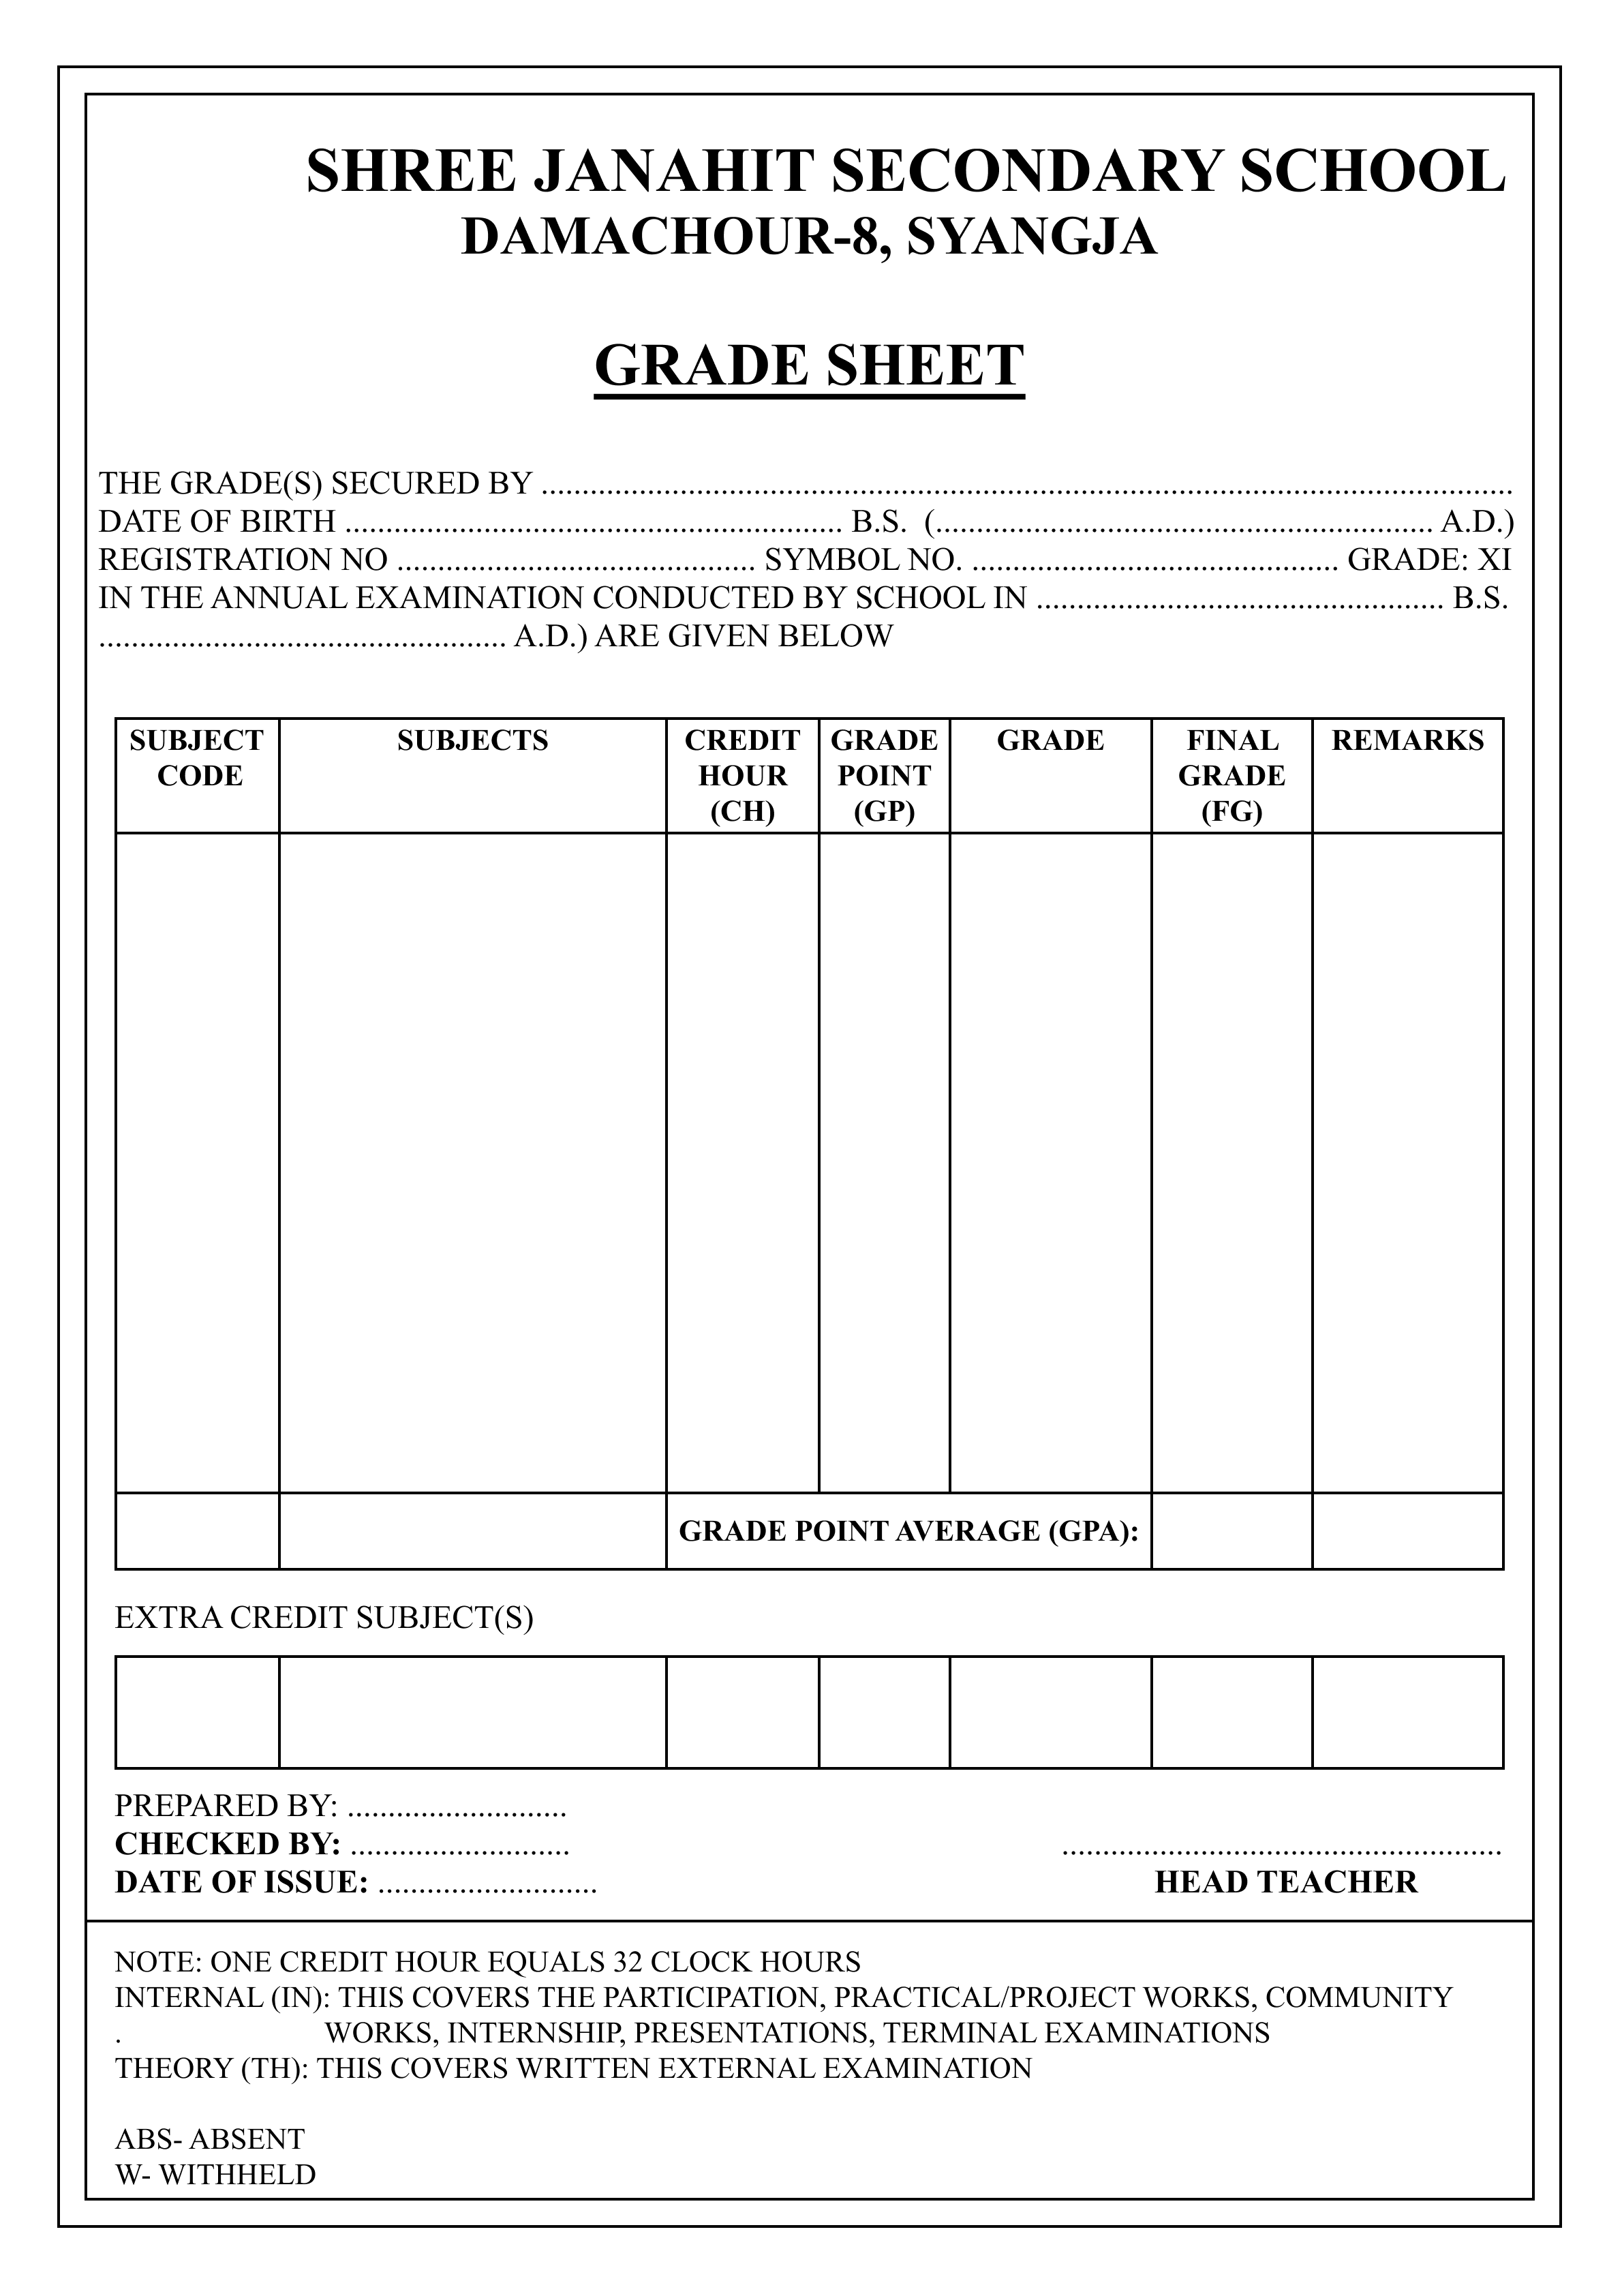 SHREE JANAHIT SECONDARY SCHOOL
DAMACHOUR-8, SYANGJA
GRADE SHEET
THE GRADE(S) SECURED BY .......................................................................................................................
DATE OF BIRTH ............................................................. B.S. (............................................................. A.D.)
REGISTRATION NO ............................................ SYMBOL NO. ............................................. GRADE: XI
IN THE ANNUAL EXAMINATION CONDUCTED BY SCHOOL IN .................................................. B.S.
.................................................. A.D.) ARE GIVEN BELOW
SUBJECT CODE SUBJECTS CREDIT HOUR (CH) GRADE POINT (GP) GRADE FINAL GRADE (FG) REMARKS
GRADE POINT AVERAGE (GPA):
EXTRA CREDIT SUBJECT(S)
PREPARED BY: ...........................
CHECKED BY: ........................... ......................................................
DATE OF ISSUE: ........................... HEAD TEACHER
NOTE: ONE CREDIT HOUR EQUALS 32 CLOCK HOURS
INTERNAL (IN): THIS COVERS THE PARTICIPATION, PRACTICAL/PROJECT WORKS, COMMUNITY
. WORKS, INTERNSHIP, PRESENTATIONS, TERMINAL EXAMINATIONS
THEORY (TH): THIS COVERS WRITTEN EXTERNAL EXAMINATION
ABS- ABSENT
W- WITHHELD